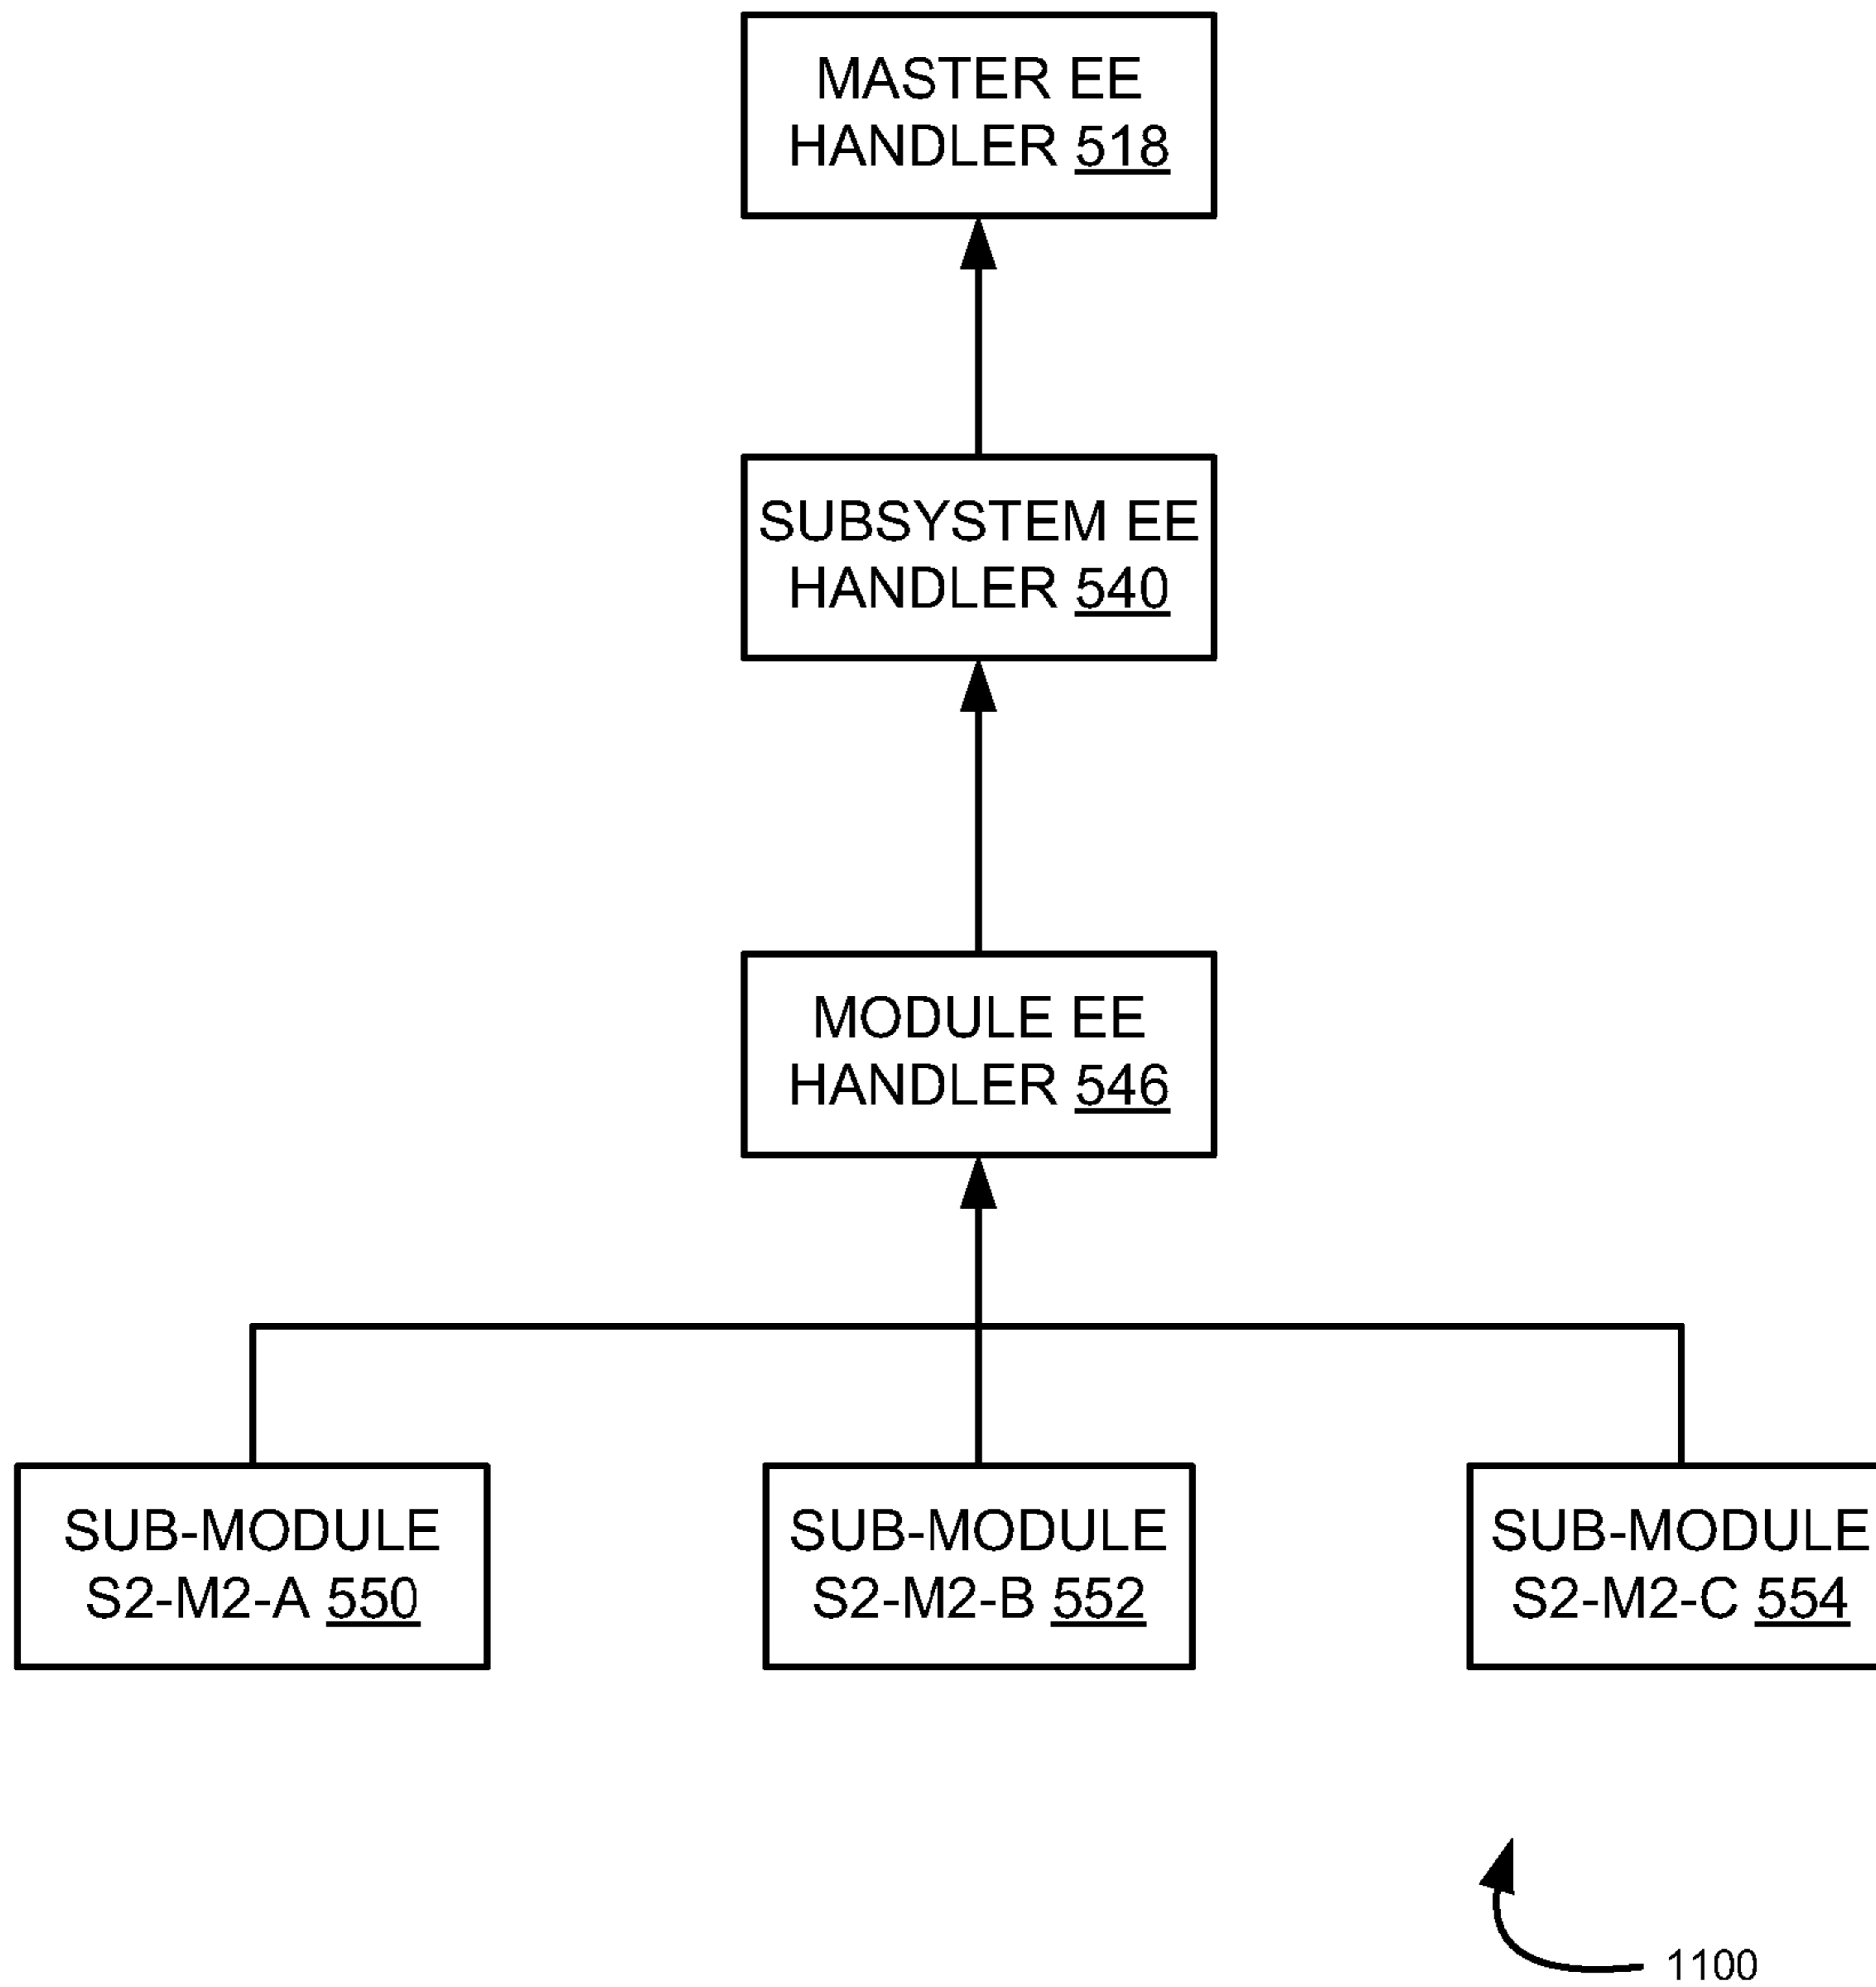 MASTER EE
HANDLER 518
SUBSYSTEM EE
HANDLER 540
MODULE EE
HANDLER 546
SUB-MODULE
S2-M2-A 550
SUB-MODULE
S2-M2-B 552
SUB-MODULE
S2-M2-C 554
1100